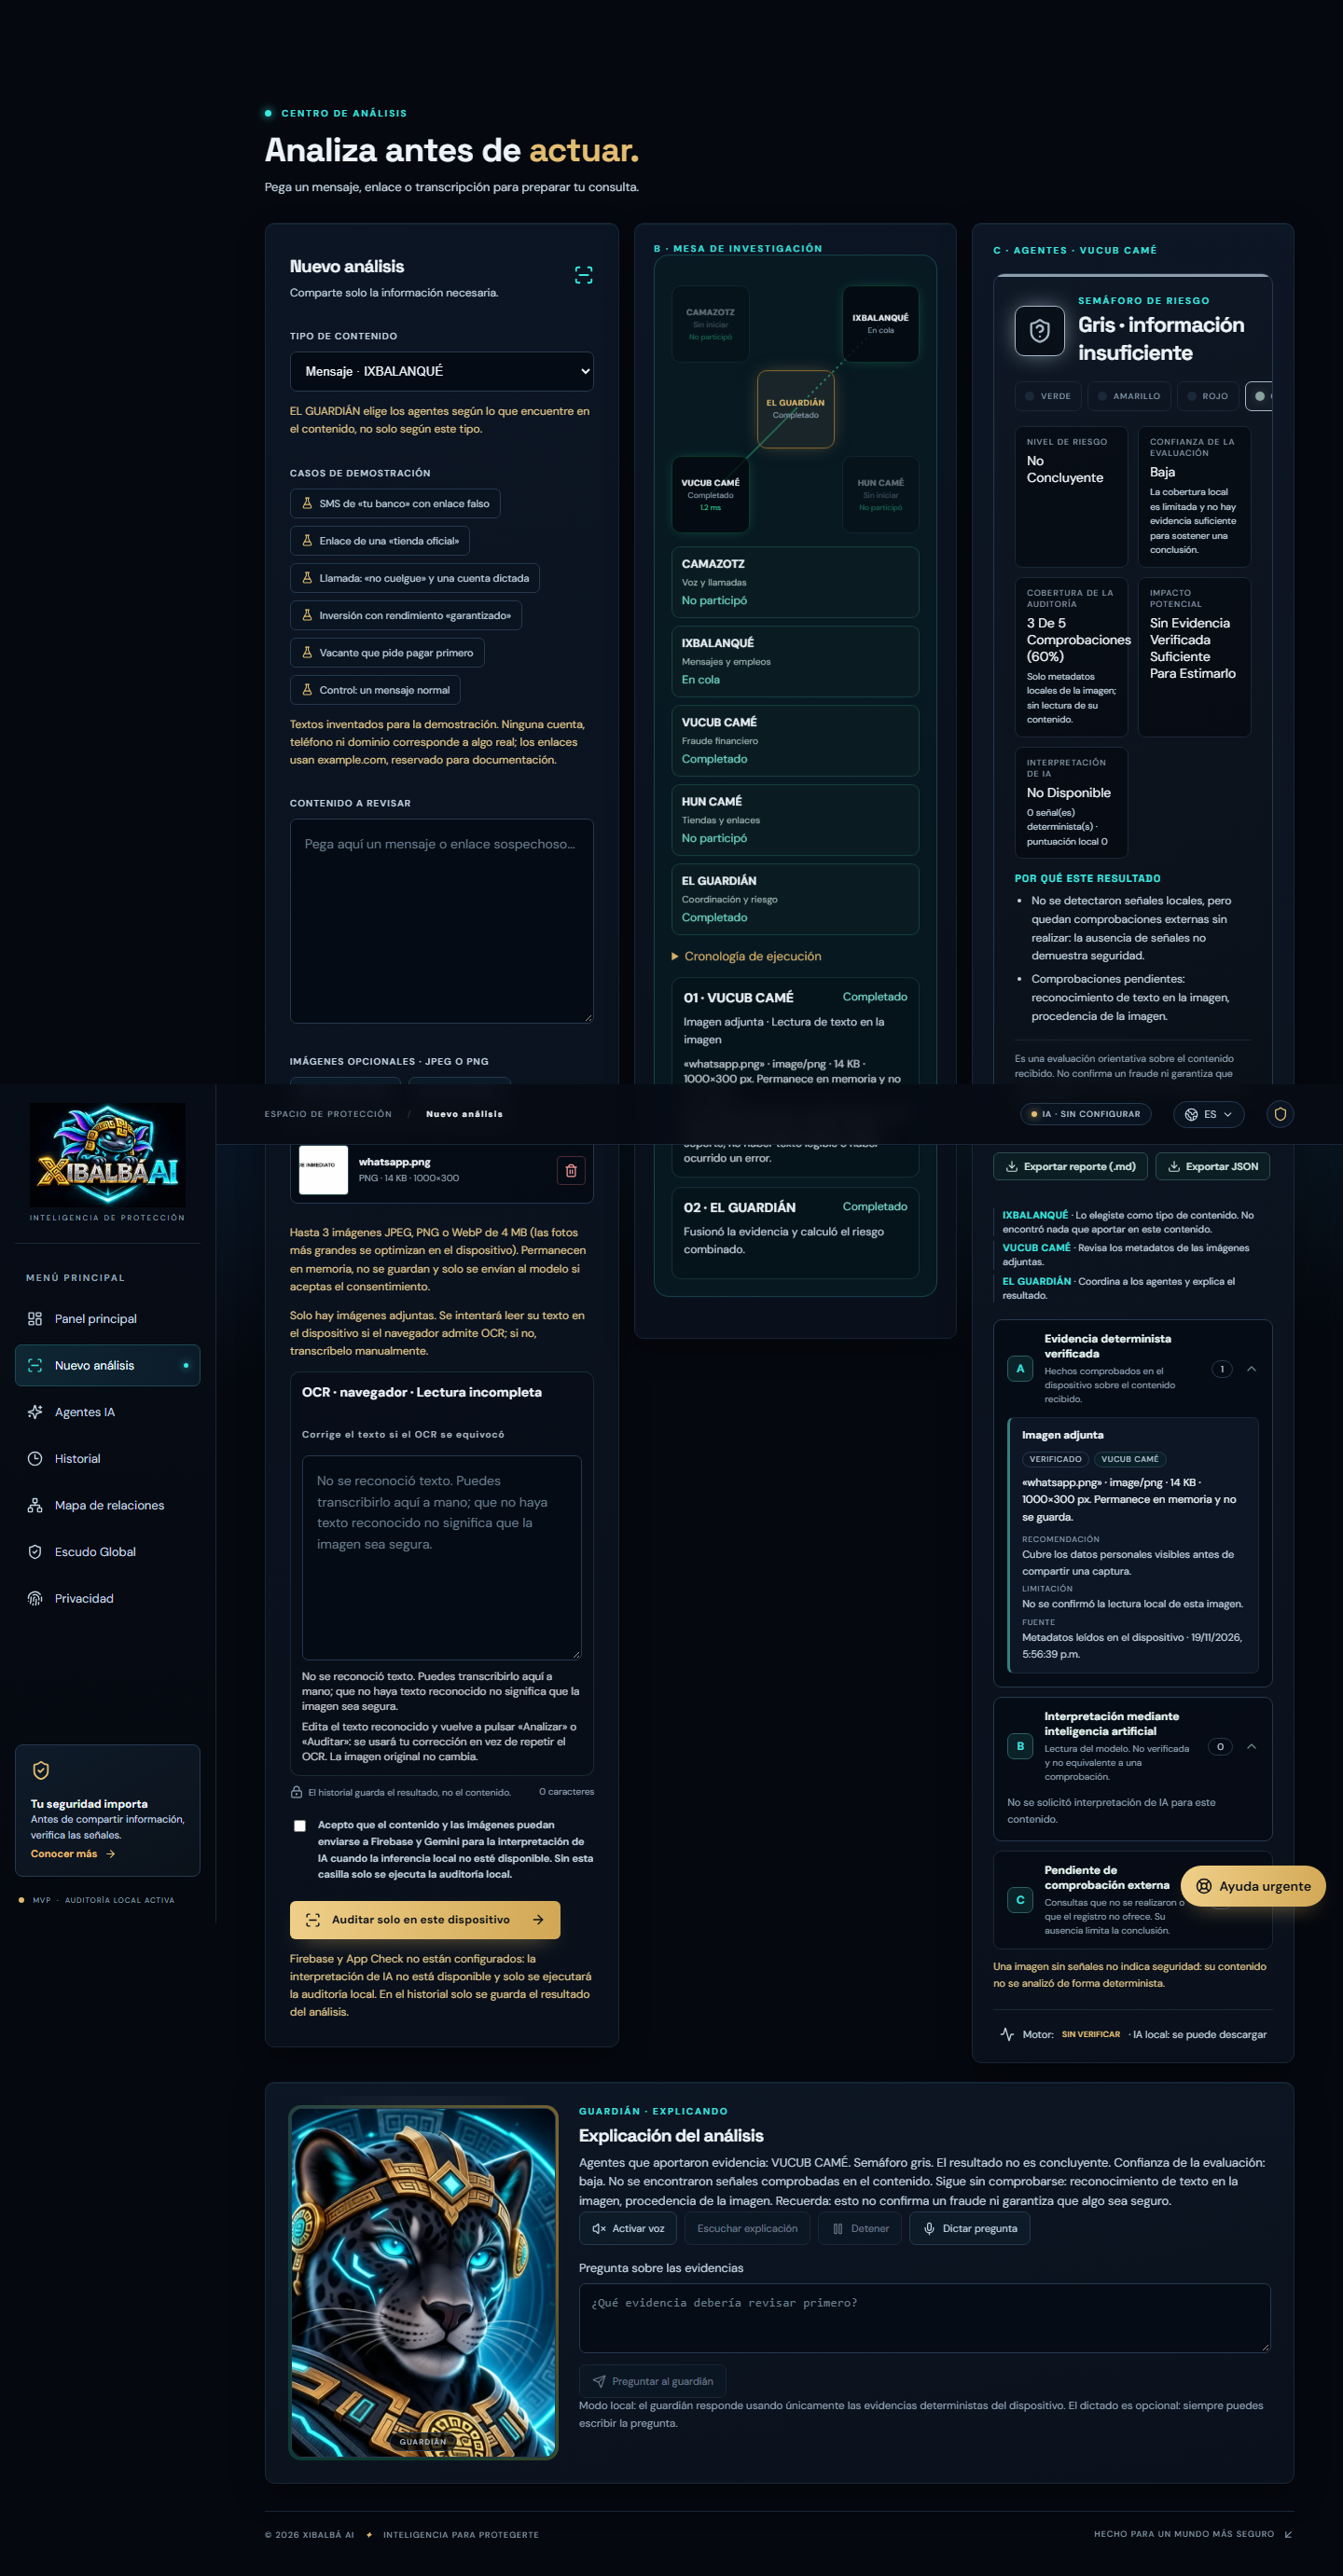 CENTRO DE ANÁLISIS
Analiza antes de actuar.
Pega un mensaje, enlace o transcripción para preparar tu consulta.
Nuevo análisis
Comparte solo la información necesaria.
TIPO DE CONTENIDO
Mensaje · IXBALANQUÉ
EL GUARDIÁN elige los agentes según lo que encuentre en
el contenido, no solo según este tipo.
CASOS DE DEMOSTRACIÓN
SMS de «tu banco» con enlace falso
Enlace de una «tienda oficial»
Llamada: «no cuelgue» y una cuenta dictada
Inversión con rendimiento «garantizado»
Vacante que pide pagar primero
Control: un mensaje normal
Textos inventados para la demostración. Ninguna cuenta,
teléfono ni dominio corresponde a algo real; los enlaces
usan example.com, reservado para documentación.
CONTENIDO A REVISAR
Pega aquí un mensaje o enlace sospechoso...
IMÁGENES OPCIONALES · JPEG O PNG
B · MESA DE INVESTIGACIÓN
CAMAZOTZ
Sin iniciar
No participó
IXBALANQUÉ
En cola
EL GUARDIÁN
Completado
VUCUB CAMÉ
Completado
1.2 ms
HUN CAMÉ
Sin iniciar
No participó
CAMAZOTZ
Voz y llamadas
No participó
IXBALANQUÉ
Mensajes y empleos
En cola
VUCUB CAMÉ
Fraude financiero
Completado
HUN CAMÉ
Tiendas y enlaces
No participó
EL GUARDIÁN
Coordinación y riesgo
Completado
Cronología de ejecución
01 · VUCUB CAMÉ
Completado
Imagen adjunta · Lectura de texto en la
imagen
«whatsapp.png» · image/png · 14 KB ·
1000×300 px. Permanece en memoria y no
C · AGENTES · VUCUB CAMÉ
SEMÁFORO DE RIESGO
Gris · información
insuficiente
VERDE
AMARILLO
ROJO
NIVEL DE RIESGO
No
Concluyente
CONFIANZA DE LA
EVALUACIÓN
Baja
La cobertura local
es limitada y no hay
evidencia suficiente
para sostener una
conclusión.
COBERTURA DE LA
AUDITORÍA
3 De 5
Comprobaciones
(60%)
Solo metadatos
locales de la imagen;
sin lectura de su
contenido.
IMPACTO
POTENCIAL
Sin Evidencia
Verificada
Suficiente
Para Estimarlo
INTERPRETACIÓN
DE IA
No Disponible
0 señal(es)
determinista(s) ·
puntuación local 0
POR QUÉ ESTE RESULTADO
No se detectaron señales locales, pero
quedan comprobaciones externas sin
realizar: la ausencia de señales no
demuestra seguridad.
Comprobaciones pendientes:
reconocimiento de texto en la imagen,
procedencia de la imagen.
Es una evaluación orientativa sobre el contenido
recibido. No confirma un fraude ni garantiza que
XIBALBÁ AI
INTELIGENCIA DE PROTECCIÓN
MENÚ PRINCIPAL
Panel principal
Nuevo análisis
Agentes IA
Historial
Mapa de relaciones
Escudo Global
Privacidad
Tu seguridad importa
Antes de compartir información,
verifica las señales.
Conocer más
MVP · AUDITORÍA LOCAL ACTIVA
ESPACIO DE PROTECCIÓN / Nuevo análisis
IA · SIN CONFIGURAR
ES
whatsapp.png
PNG · 14 KB · 1000×300
Hasta 3 imágenes JPEG, PNG o WebP de 4 MB (las fotos
más grandes se optimizan en el dispositivo). Permanecen
en memoria, no se guardan y solo se envían al modelo si
aceptas el consentimiento.
Solo hay imágenes adjuntas. Se intentará leer su texto en
el dispositivo si el navegador admite OCR; si no,
transcríbelo manualmente.
OCR · navegador · Lectura incompleta
Corrige el texto si el OCR se equivocó
No se reconoció texto. Puedes
transcribirlo aquí a mano; que no haya
texto reconocido no significa que la
imagen sea segura.
No se reconoció texto. Puedes transcribirlo aquí a
mano; que no haya texto reconocido no significa que la
imagen sea segura.
Edita el texto reconocido y vuelve a pulsar «Analizar» o
«Auditar»: se usará tu corrección en vez de repetir el
OCR. La imagen original no cambia.
El historial guarda el resultado, no el contenido.
0 caracteres
Acepto que el contenido y las imágenes puedan
enviarse a Firebase y Gemini para la interpretación de
IA cuando la inferencia local no esté disponible. Sin esta
casilla solo se ejecuta la auditoría local.
Auditar solo en este dispositivo
Firebase y App Check no están configurados: la
interpretación de IA no está disponible y solo se ejecutará
la auditoría local. En el historial solo se guarda el resultado
del análisis.
ocurrido un error.
02 · EL GUARDIÁN
Completado
Fusionó la evidencia y calculó el riesgo
combinado.
Exportar reporte (.md)
Exportar JSON
IXBALANQUÉ · Lo elegiste como tipo de contenido. No
encontró nada que aportar en este contenido.
VUCUB CAMÉ · Revisa los metadatos de las imágenes
adjuntas.
EL GUARDIÁN · Coordina a los agentes y explica el
resultado.
A
Evidencia determinista
verificada
Hechos comprobados en el
dispositivo sobre el contenido
recibido.
1
Imagen adjunta
VERIFICADO
VUCUB CAMÉ
«whatsapp.png» · image/png · 14 KB ·
1000×300 px. Permanece en memoria y no
se guarda.
RECOMENDACIÓN
Cubre los datos personales visibles antes de
compartir una captura.
LIMITACIÓN
No se confirmó la lectura local de esta imagen.
FUENTE
Metadatos leídos en el dispositivo · 19/11/2026,
5:56:39 p.m.
B
Interpretación mediante
inteligencia artificial
Lectura del modelo. No verificada
y no equivalente a una
comprobación.
0
No se solicitó interpretación de IA para este
contenido.
C
Pendiente de
comprobación externa
Consultas que no se realizaron o
que el registro no ofrece. Su
ausencia limita la conclusión.
Ayuda urgente
Una imagen sin señales no indica seguridad: su contenido
no se analizó de forma determinista.
Motor: SIN VERIFICAR · IA local: se puede descargar
GUARDIÁN
GUARDIÁN · EXPLICANDO
Explicación del análisis
Agentes que aportaron evidencia: VUCUB CAMÉ. Semáforo gris. El resultado no es concluyente. Confianza de la evaluación:
baja. No se encontraron señales comprobadas en el contenido. Sigue sin comprobarse: reconocimiento de texto en la
imagen, procedencia de la imagen. Recuerda: esto no confirma un fraude ni garantiza que algo sea seguro.
Activar voz
Escuchar explicación
Detener
Dictar pregunta
Pregunta sobre las evidencias
¿Qué evidencia debería revisar primero?
Preguntar al guardián
Modo local: el guardián responde usando únicamente las evidencias deterministas del dispositivo. El dictado es opcional: siempre puedes
escribir la pregunta.
© 2026 XIBALBÁ AI ✦ INTELIGENCIA PARA PROTEGERTE
HECHO PARA UN MUNDO MÁS SEGURO